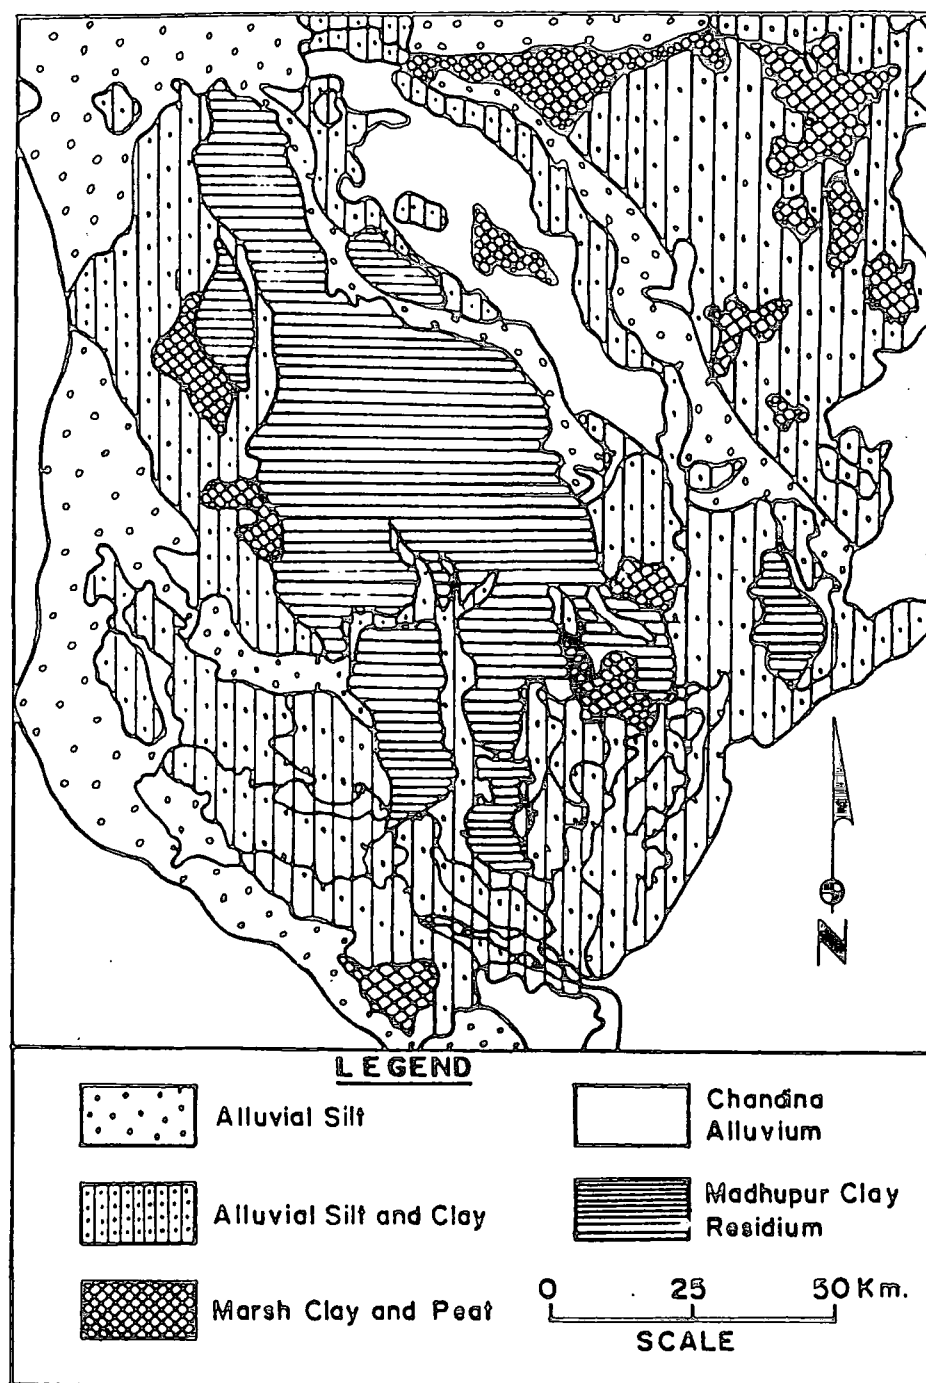 N
LEGEND
Alluvial Silt
Alluvial Silt and Clay
Marsh Clay and Peat
Chandina
Alluvium
Madhupur Clay
Residium
0 25 50 Km.
SCALE